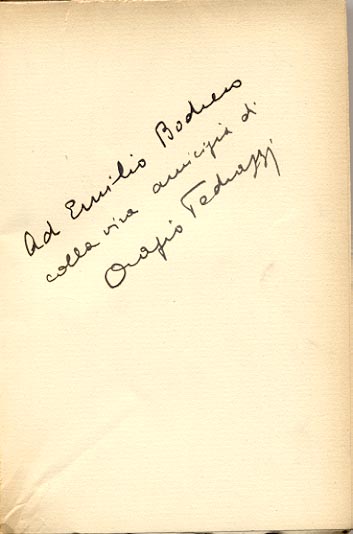 Ad Emilio Bodrero
colla viva amicizia di
Orazio Pedrazzi